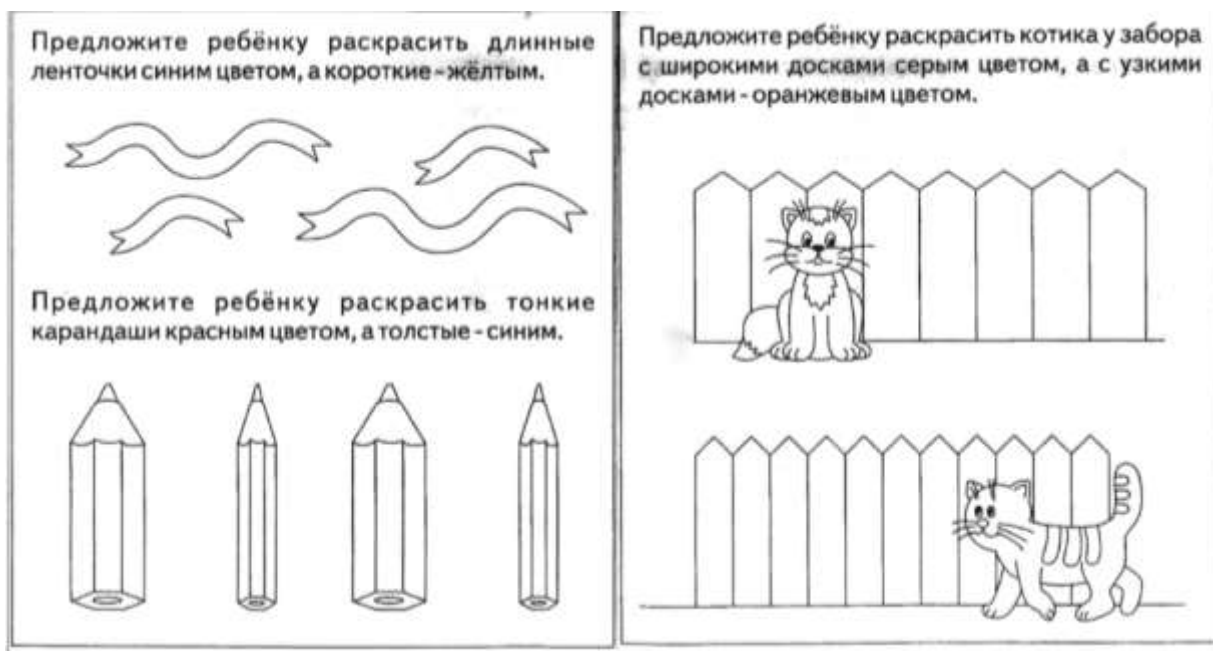 Предложите ребёнку раскрасить длинные
ленточки синим цветом, а короткие - жёлтым.
Предложите ребёнку раскрасить тонкие
карандаши красным цветом, а толстые - синим.
Предложите ребёнку раскрасить котика у забора
с широкими досками серым цветом, а с узкими
досками - оранжевым цветом.